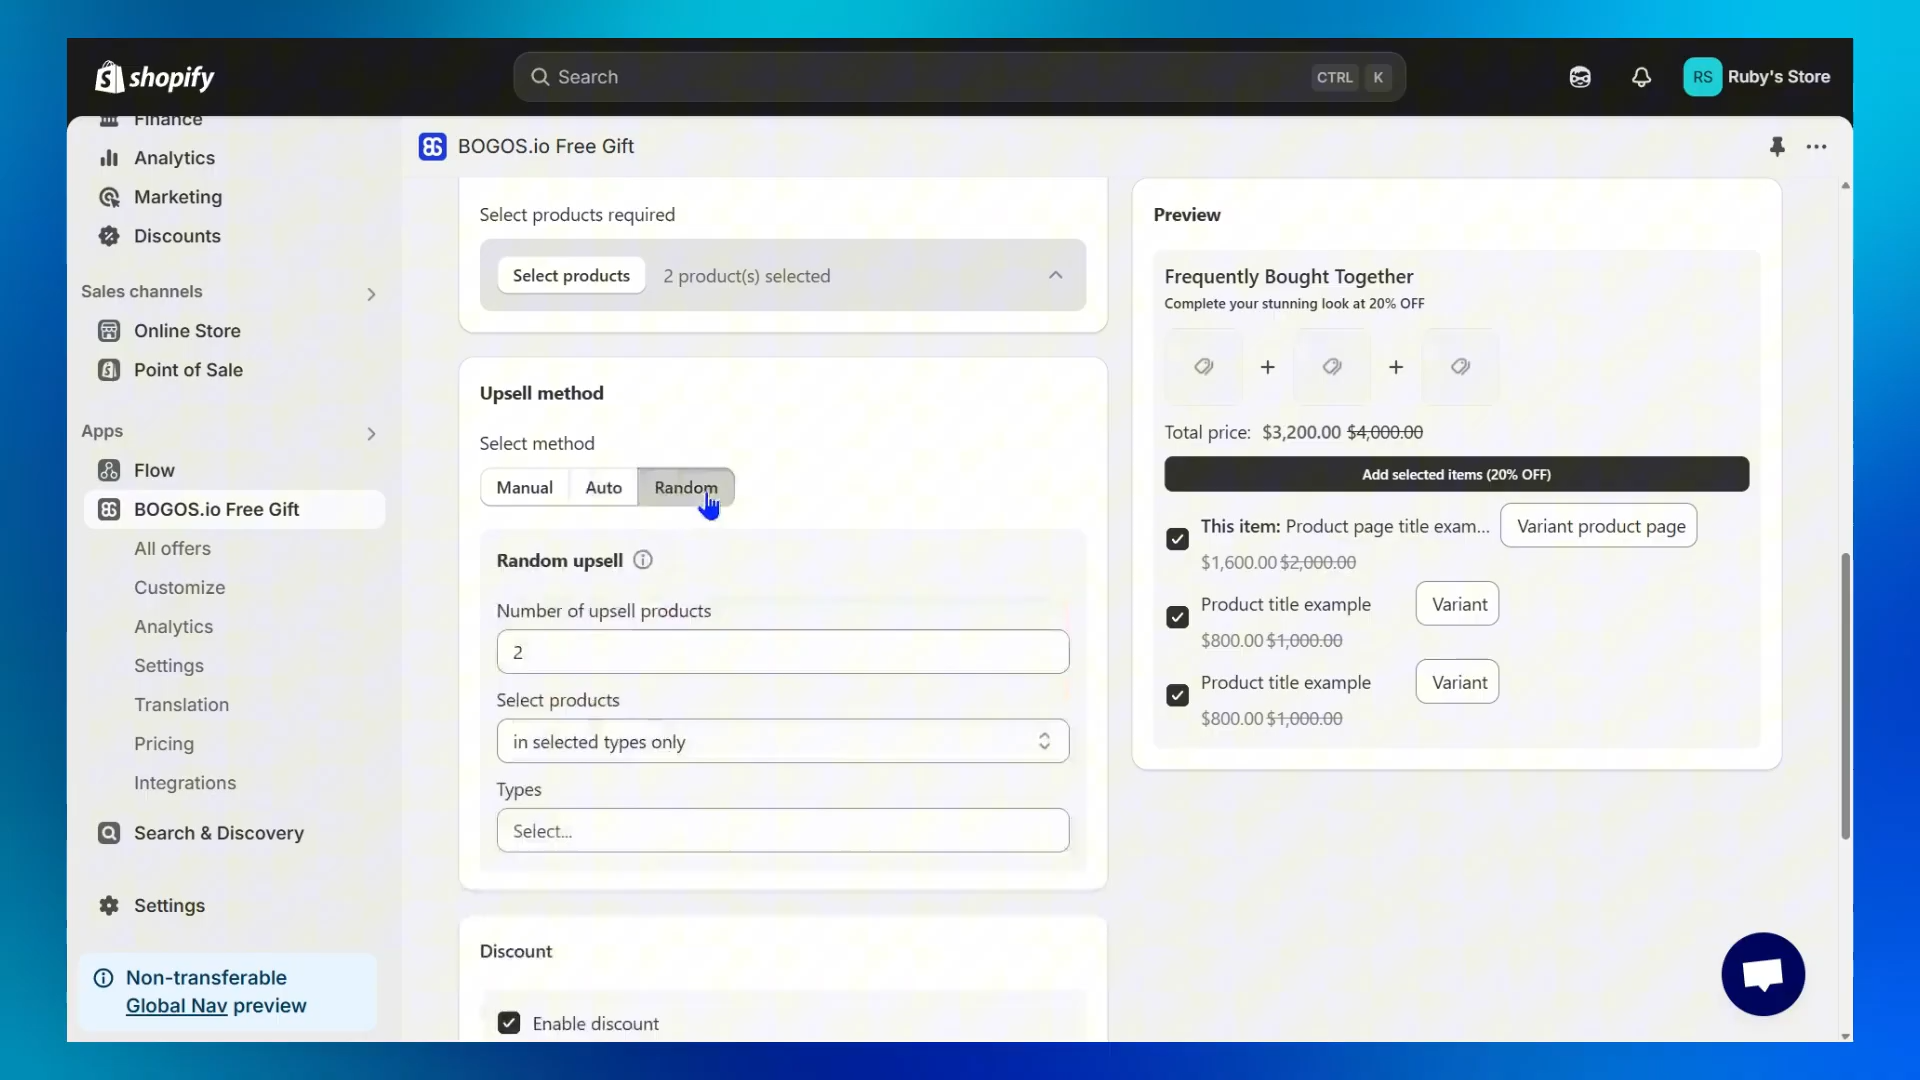 shopify
Search
CTRL K
RS Ruby's Store
Finance
Analytics
Marketing
Discounts
Sales channels
Online Store
Point of Sale
Apps
Flow
BOGOS.io Free Gift
All offers
Customize
Analytics
Settings
Translation
Pricing
Integrations
Search & Discovery
Settings
Non-transferable
Global Nav preview
BOGOS.io Free Gift
Select products required
Select products 2 product(s) selected
Upsell method
Select method
Manual Auto Random
Random upsell
Number of upsell products
2
Select products
in selected types only
Types
Select...
Discount
Enable discount
Preview
Frequently Bought Together
Complete your stunning look at 20% OFF
+ +
Total price: $3,200.00 $4,000.00
Add selected items (20% OFF)
This item: Product page title exam... Variant product page
$1,600.00 $2,000.00
Product title example Variant
$800.00 $1,000.00
Product title example Variant
$800.00 $1,000.00